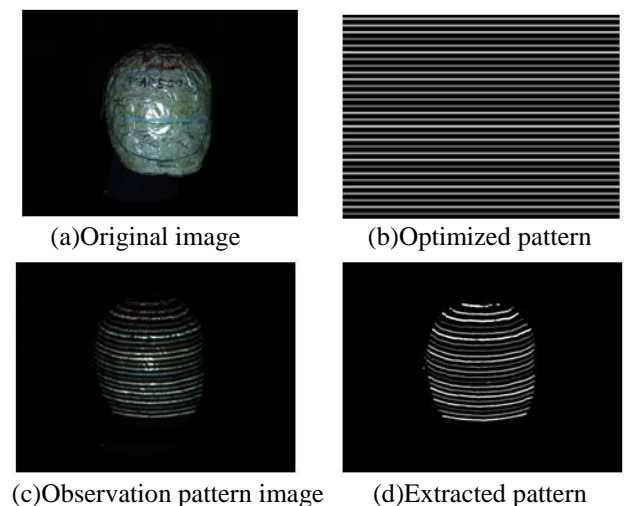 (a)Original image
(b)Optimized pattern
(c)Observation pattern image
(d)Extracted pattern